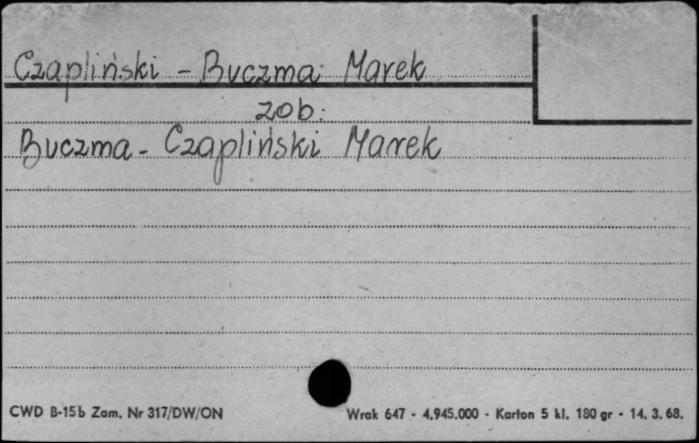 Czapliński - Buczma Marek
zob:
Buczma - Czapliński Marek
CWD B-15b Zam. Nr 317/DW/ON Wrak 647 - 4,945.000 - Karton 5 kl. 180 gr - 14. 3. 68.